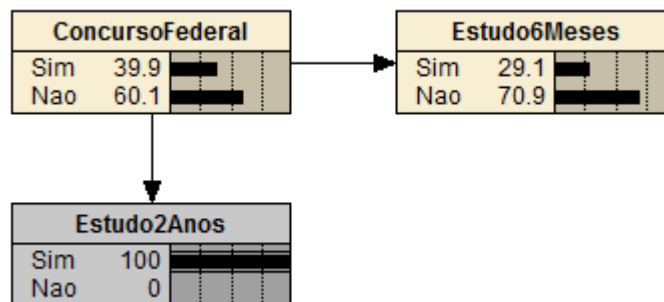 ConcursoFederal
Sim 39.9
Nao 60.1
Estudo6Meses
Sim 29.1
Nao 70.9
Estudo2Anos
Sim 100
Nao 0